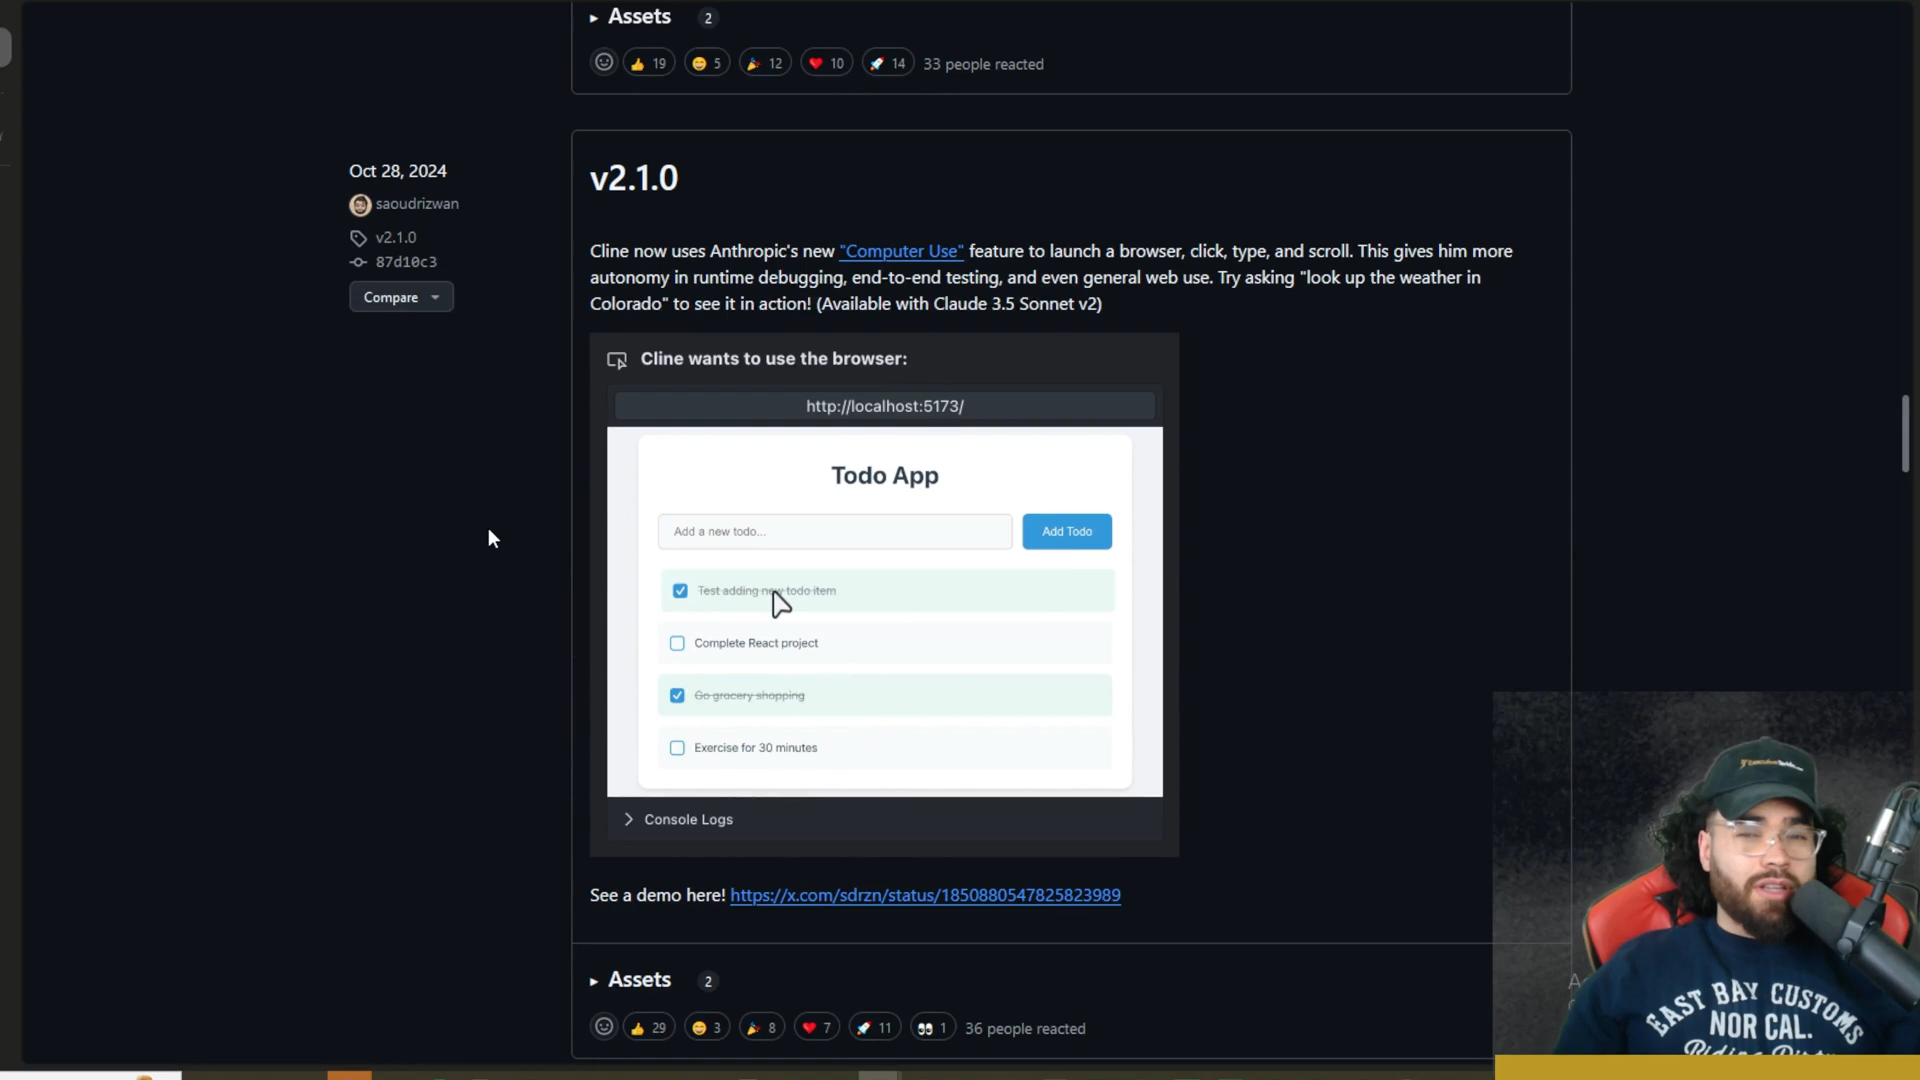 Assets 2
19 5 12 10 14 33 people reacted
Oct 28, 2024
saoudrizwan
v2.1.0
87d10c3
Compare
v2.1.0
Cline now uses Anthropic's new "Computer Use" feature to launch a browser, click, type, and scroll. This gives him more
autonomy in runtime debugging, end-to-end testing, and even general web use. Try asking "look up the weather in
Colorado" to see it in action! (Available with Claude 3.5 Sonnet v2)
Cline wants to use the browser:
http://localhost:5173/
Todo App
Add a new todo...
Add Todo
Test adding new todo item
Complete React project
Go grocery shopping
Exercise for 30 minutes
Console Logs
See a demo here! https://x.com/sdrzn/status/1850880547825823989
Assets 2
29 3 8 7 11 1 36 people reacted
EAST BAY CUSTOMS
NOR CAL.